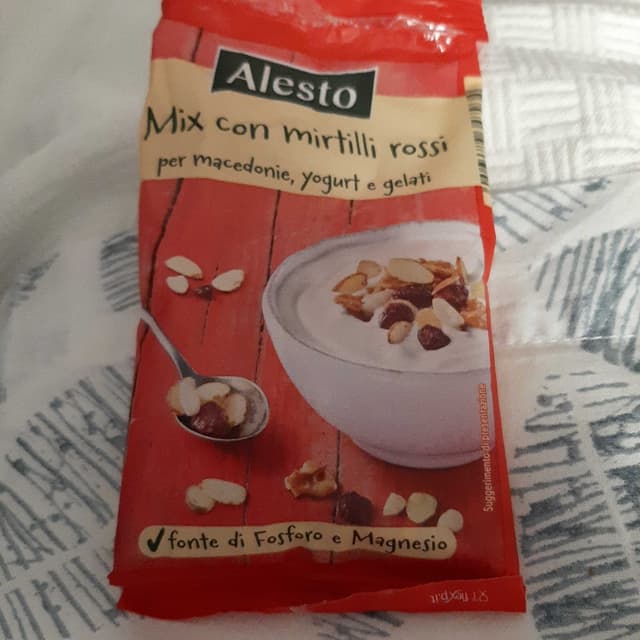 Alesto
Mix con mirtilli rossi
per macedonie, yogurt e gelati
Suggerimento di presentazione
✔fonte di Fosforo e Magnesio